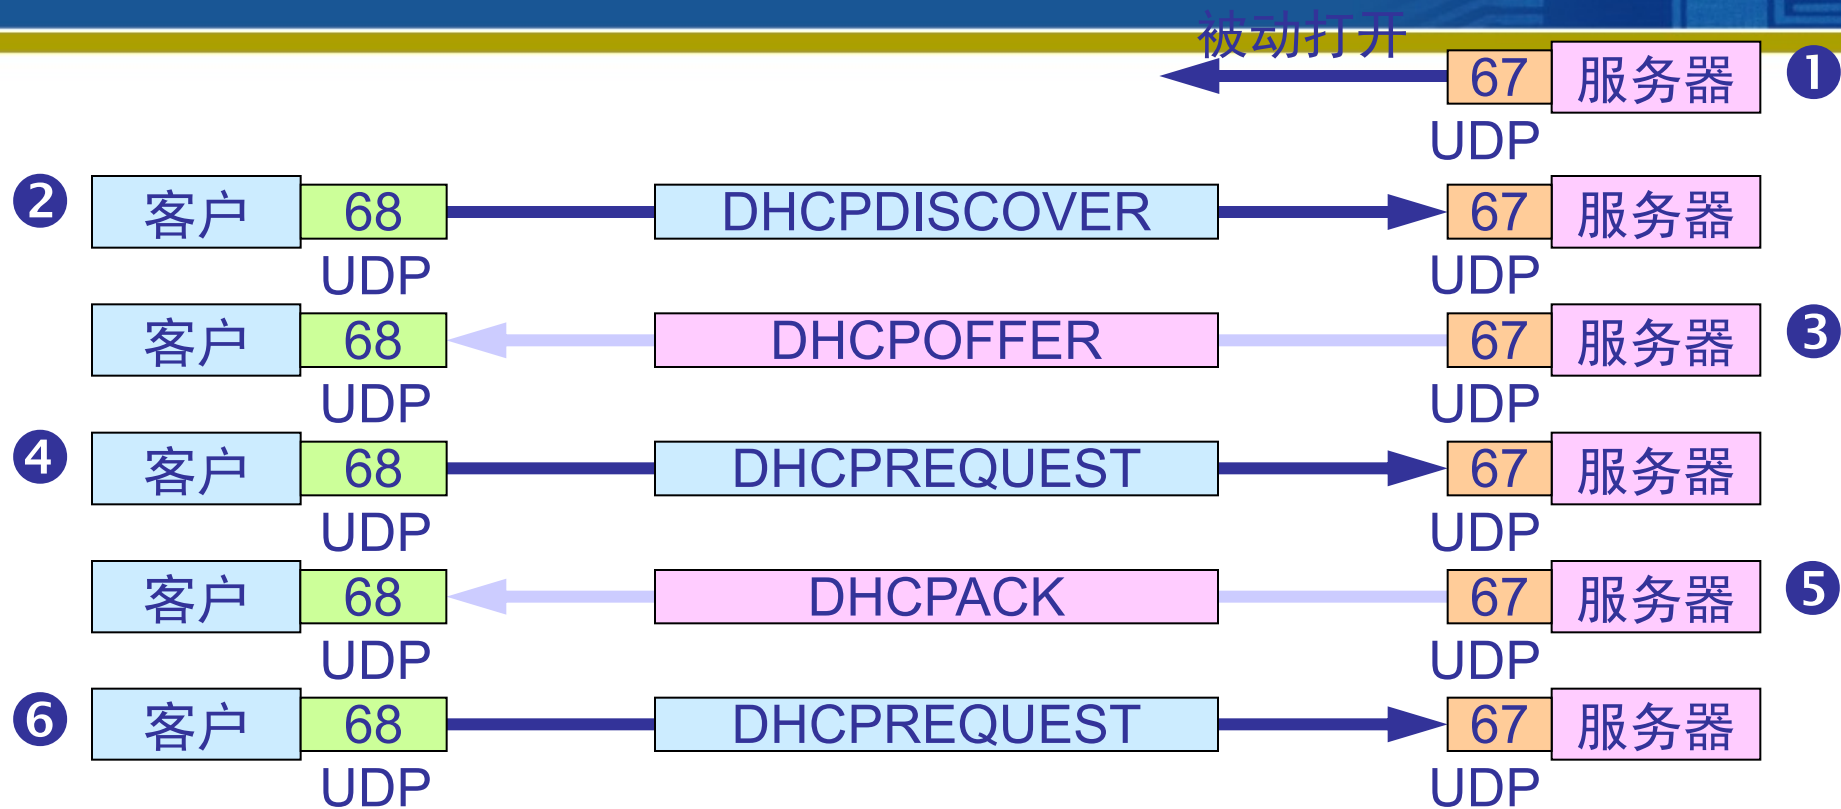 被动打开
67 服务器 ❶
UDP
❷ 客户 68 DHCPDISCOVER 67 服务器
UDP UDP
客户 68 DHCPOFFER 67 服务器 ❸
UDP UDP
❹ 客户 68 DHCPREQUEST 67 服务器
UDP UDP
客户 68 DHCPACK 67 服务器 ❺
UDP UDP
❻ 客户 68 DHCPREQUEST 67 服务器
UDP UDP